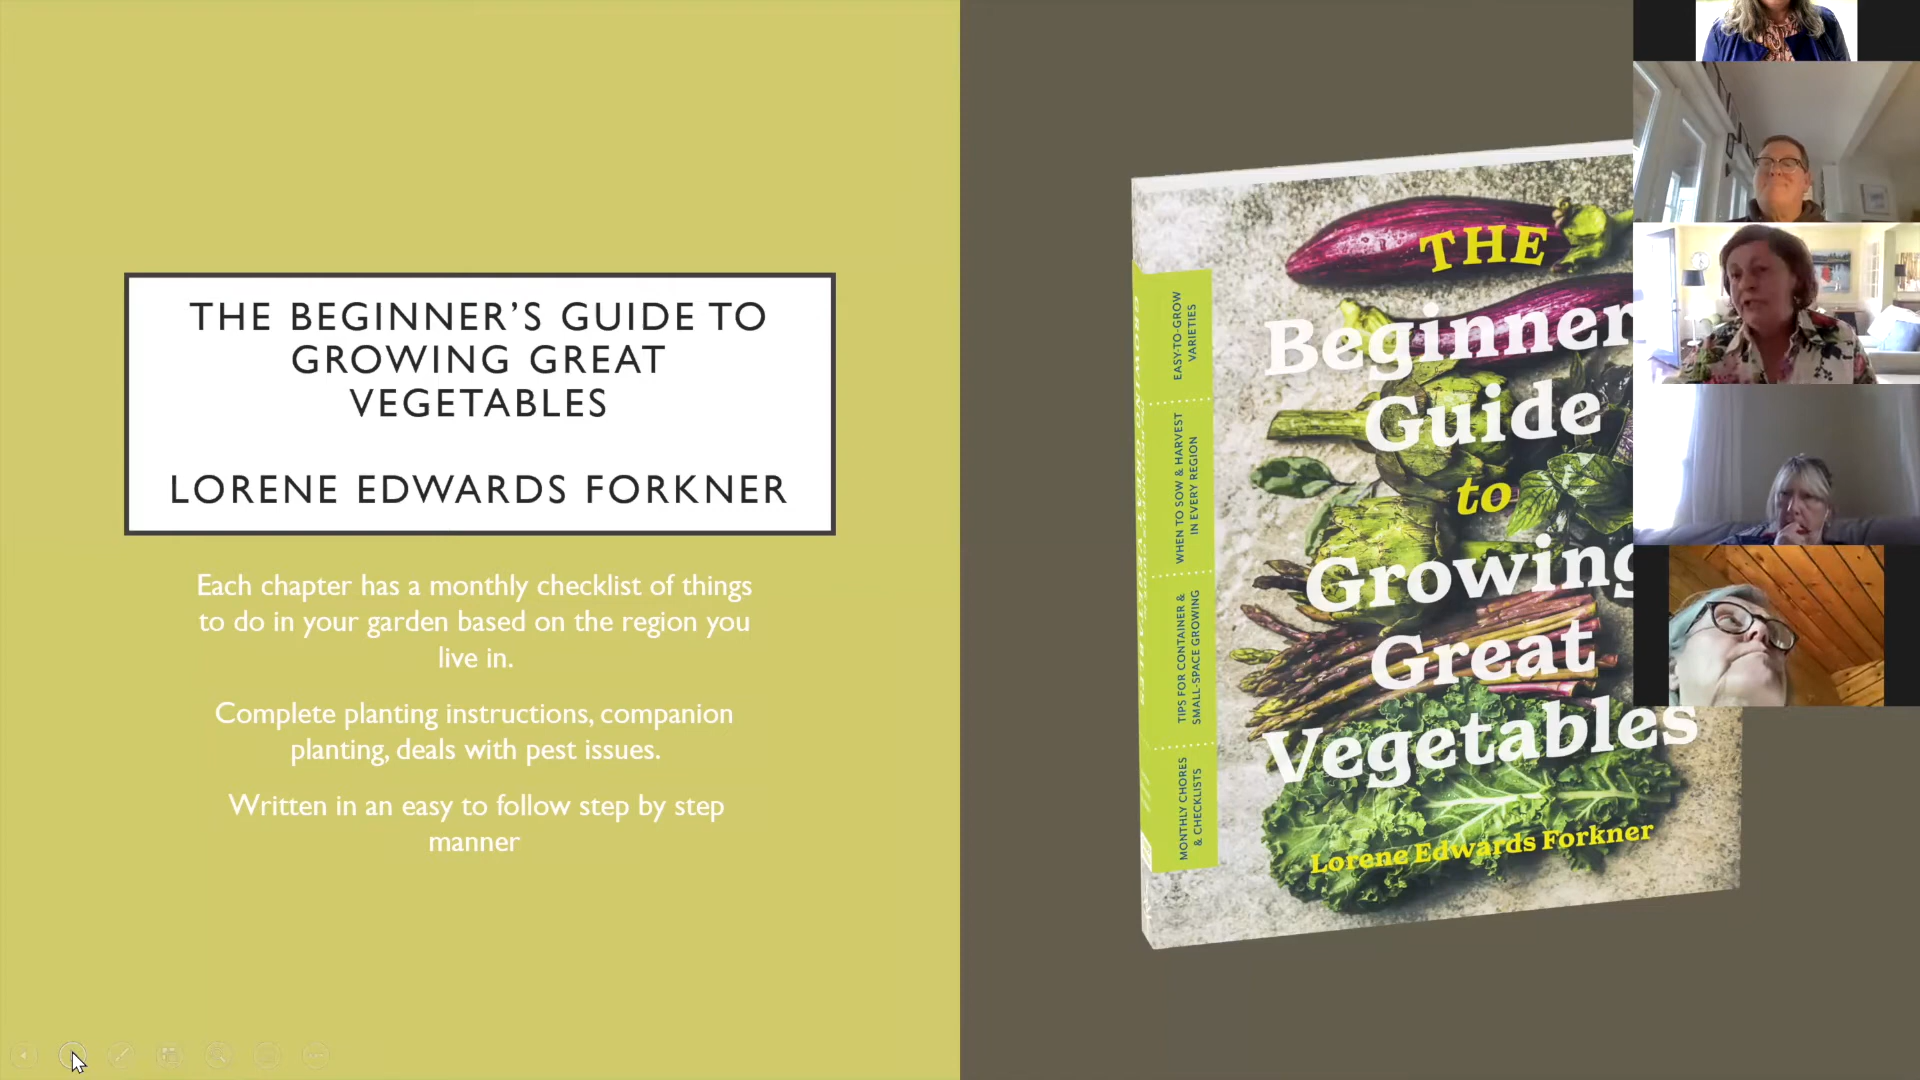 THE BEGINNER’S GUIDE TO
GROWING GREAT
VEGETABLES
LORENE EDWARDS FORKNER
Each chapter has a monthly checklist of things
to do in your garden based on the region you
live in.
Complete planting instructions, companion
planting, deals with pest issues.
Written in an easy to follow step by step
manner
THE
Beginner
Guide
to
Growing
Great
Vegetables
Lorene Edwards Forkner
EASY-TO-GROW
VARIETIES
WHEN TO SOW & HARVEST
IN EVERY REGION
TIPS FOR CONTAINER &
SMALL-SPACE GROWING
MONTHLY CHORES
& CHECKLISTS